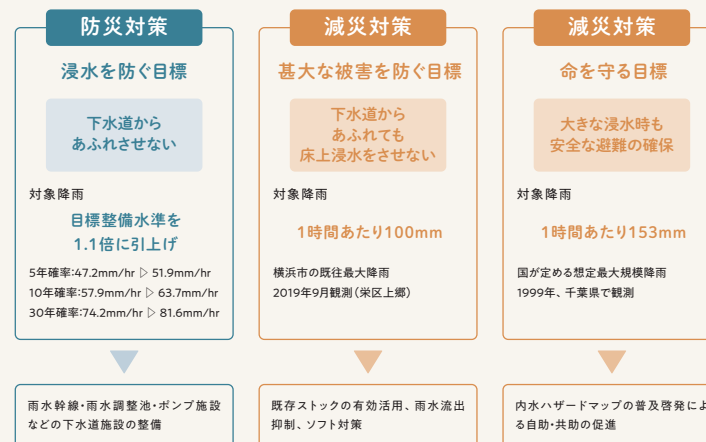 防災対策
浸水を防ぐ目標
下水道から
あふれさせない
対象降雨
目標整備水準を
1.1倍に引上げ
5年確率:47.2mm/hr ▷ 51.9mm/hr
10年確率:57.9mm/hr ▷ 63.7mm/hr
30年確率:74.2mm/hr ▷ 81.6mm/hr
雨水幹線・雨水調整池・ポンプ施設
などの下水道施設の整備
減災対策
甚大な被害を防ぐ目標
下水道から
あふれても
床上浸水をさせない
対象降雨
1時間あたり100mm
横浜市の既往最大降雨
2019年9月観測（栄区上郷）
既存ストックの有効活用、雨水流出
抑制、ソフト対策
減災対策
命を守る目標
大きな浸水時も
安全な避難の確保
対象降雨
1時間あたり153mm
国が定める想定最大規模降雨
1999年、千葉県で観測
内水ハザードマップの普及啓発によ
る自助・共助の促進